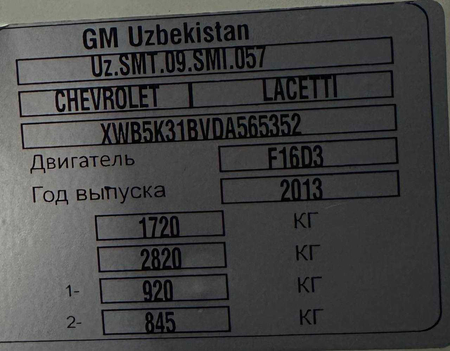 GM Uzbekistan
Uz.SMT.09.SMI.057
CHEVROLET LACETTI
XWB5K31BVDA565352
Двигатель F16D3
Год выпуска 2013
1720 КГ
2820 КГ
1- 920 КГ
2- 845 КГ